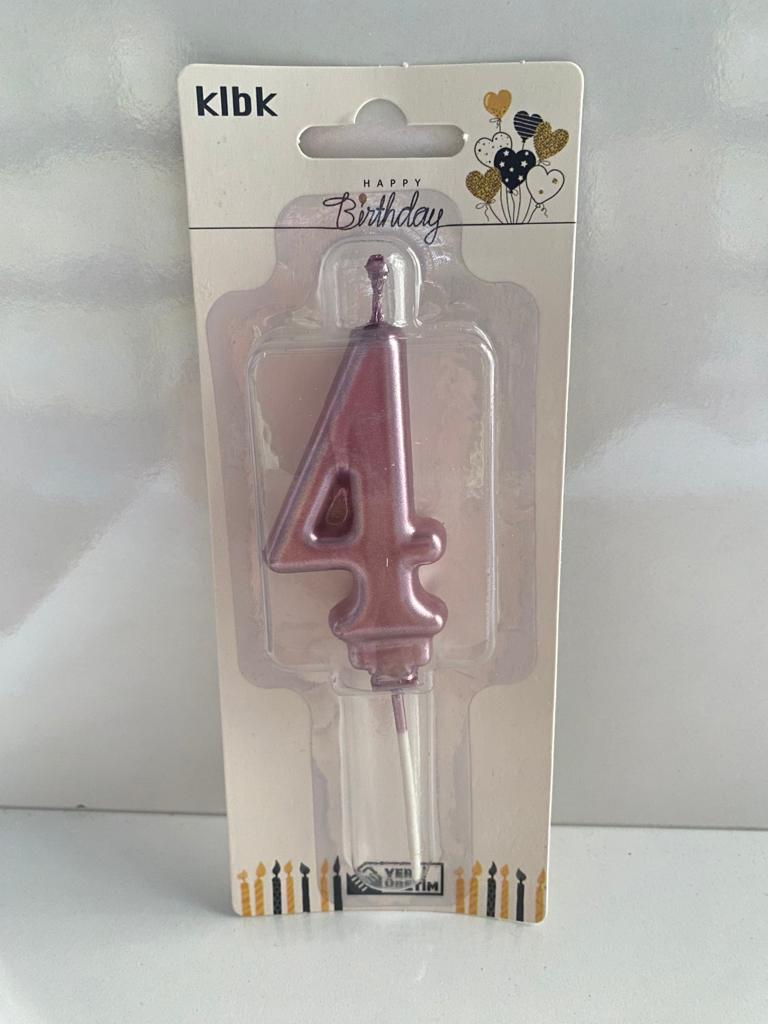 klbk
HAPPY
Birthday
4
YERLİ
ÜRETİM